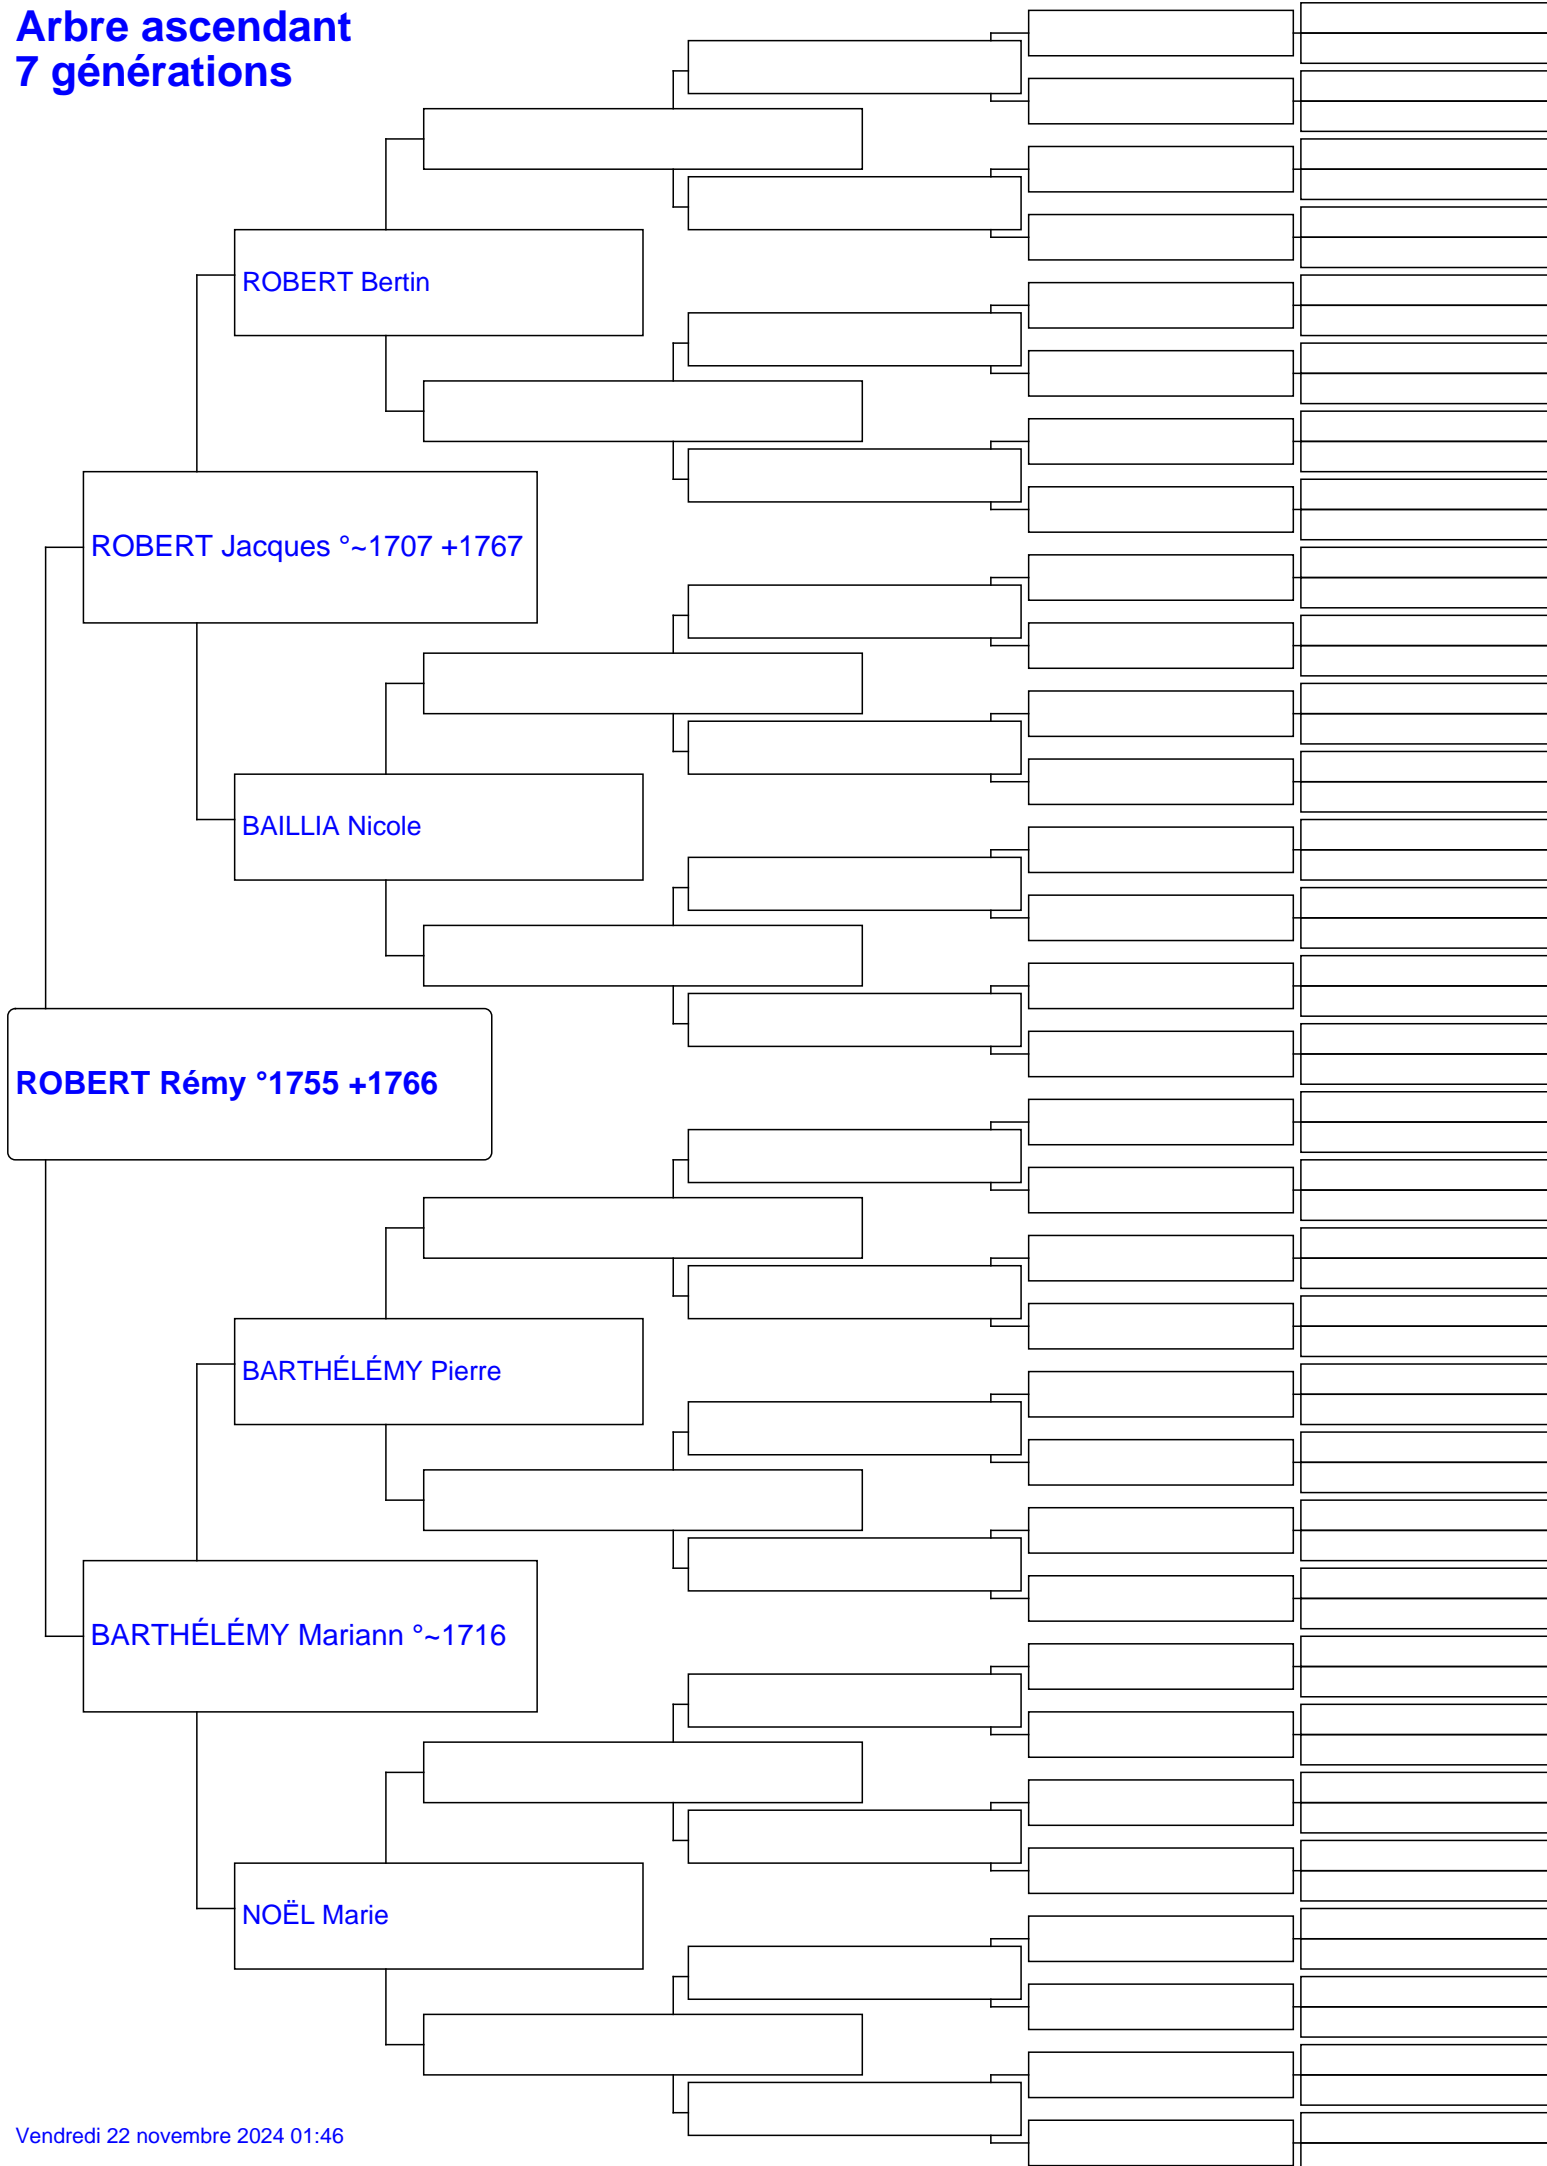 Arbre ascendant
7 générations
ROBERT Bertin
ROBERT Jacques °~1707 +1767
BAILLIA Nicole
ROBERT Rémy °1755 +1766
BARTHÉLÉMY Pierre
BARTHÉLÉMY Mariann °~1716
NOËL Marie
Vendredi 22 novembre 2024 01:46